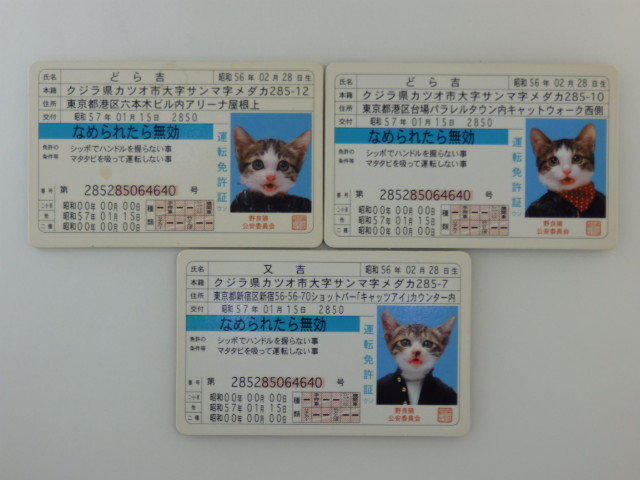 氏名 どら吉 昭和56年02月28日生
本籍 クジラ県カツオ市大字サンマ字メダカ285-12
住所 東京都港区六本木ビル内アリーナ屋根上
交付 昭和57年01月15日 2850
なめられたら無効
免許の条件等
シッポでハンドルを握らない事
マタタビを吸って運転しない事
運転免許証
番号 第 285285064640 号
昭和00年00月00日
他 昭和57年01月15日
二種 昭和00年00月00日
種類
野良猫
公安委員会
氏名 どら吉 昭和56年02月28日生
本籍 クジラ県カツオ市大字サンマ字メダカ285-10
住所 東京都港区台場パラレルタウン内キャットウォーク西側
交付 昭和57年01月15日 2850
なめられたら無効
免許の条件等
シッポでハンドルを握らない事
マタタビを吸って運転しない事
運転免許証
番号 第 285285064640 号
昭和00年00月00日
他 昭和57年01月15日
二種 昭和00年00月00日
種類
野良猫
公安委員会
氏名 又吉 昭和56年02月28日生
本籍 クジラ県カツオ市大字サンマ字メダカ285-7
住所 東京都新宿区新宿56-56-70ショットバー「キャッツアイ」カウンター内
交付 昭和57年01月15日 2850
なめられたら無効
免許の条件等
シッポでハンドルを握らない事
マタタビを吸って運転しない事
運転免許証
番号 第 285285064640 号
昭和00年00月00日
他 昭和57年01月15日
二種 昭和00年00月00日
種類
野良猫
公安委員会